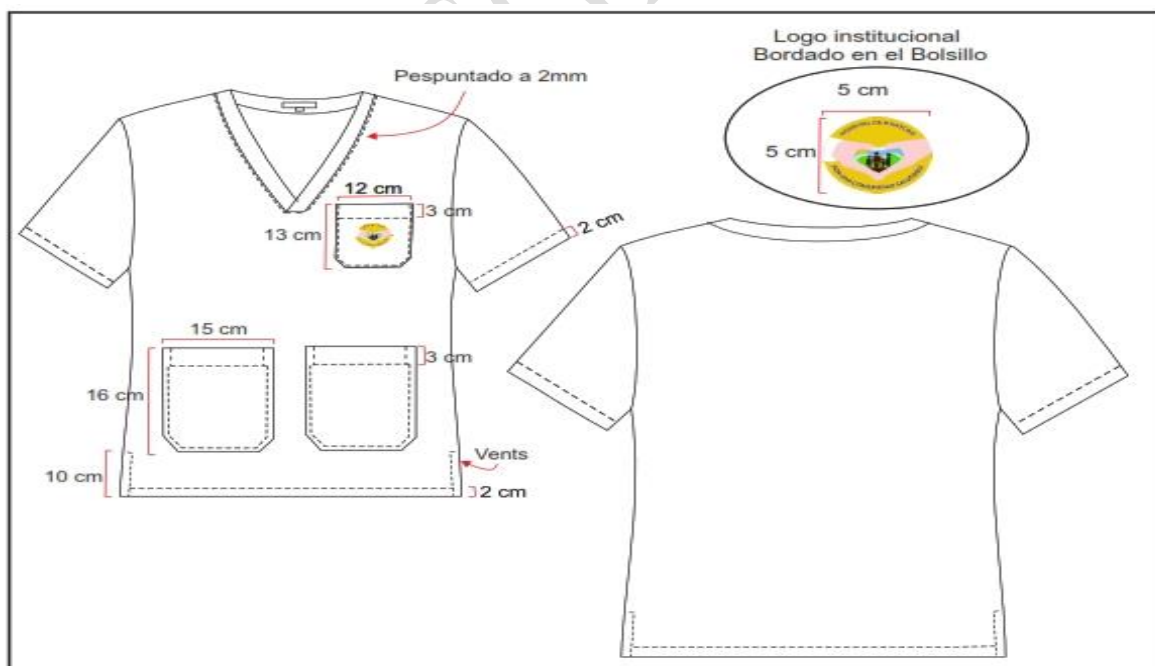 Logo institucional
Bordado en el Bolsillo
Pespuntado a 2mm
5 cm
5 cm
12 cm
3 cm
13 cm
2 cm
15 cm
3 cm
16 cm
Vents
10 cm
2 cm